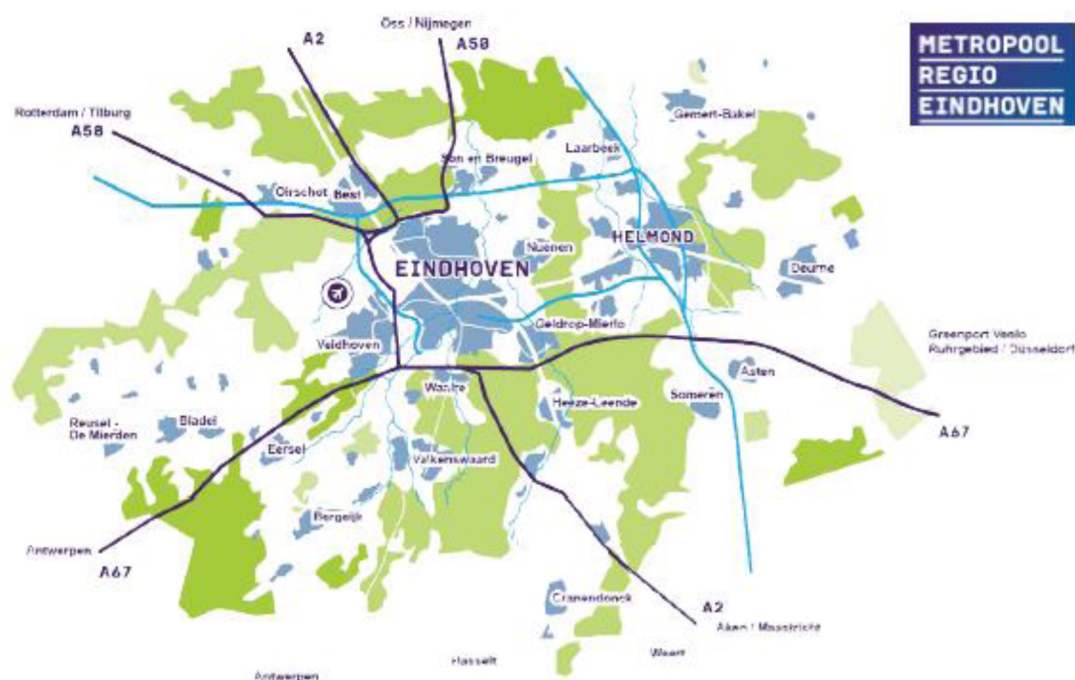 Oss / Nijmegen
A2
A50
METROPOOL
REGIO
EINDHOVEN
Rotterdam / Tilburg
A58
Gemert-Bakel
Laarbeek
Son en Breugel
Oirschot
Best
HELMOND
Nuenen
EINDHOVEN
Deurne
Geldrop-Mierlo
Veldhoven
Greenport Venlo
Ruhrgebied / Düsseldorf
Asten
Waalre
Someren
Heeze-Leende
Reusel -
De Mierden
Bladel
A67
Eersel
Valkenswaard
Bergeijk
Antwerpen
A67
Cranendonck
A2
Aken / Maastricht
Weert
Hasselt
Antwerpen